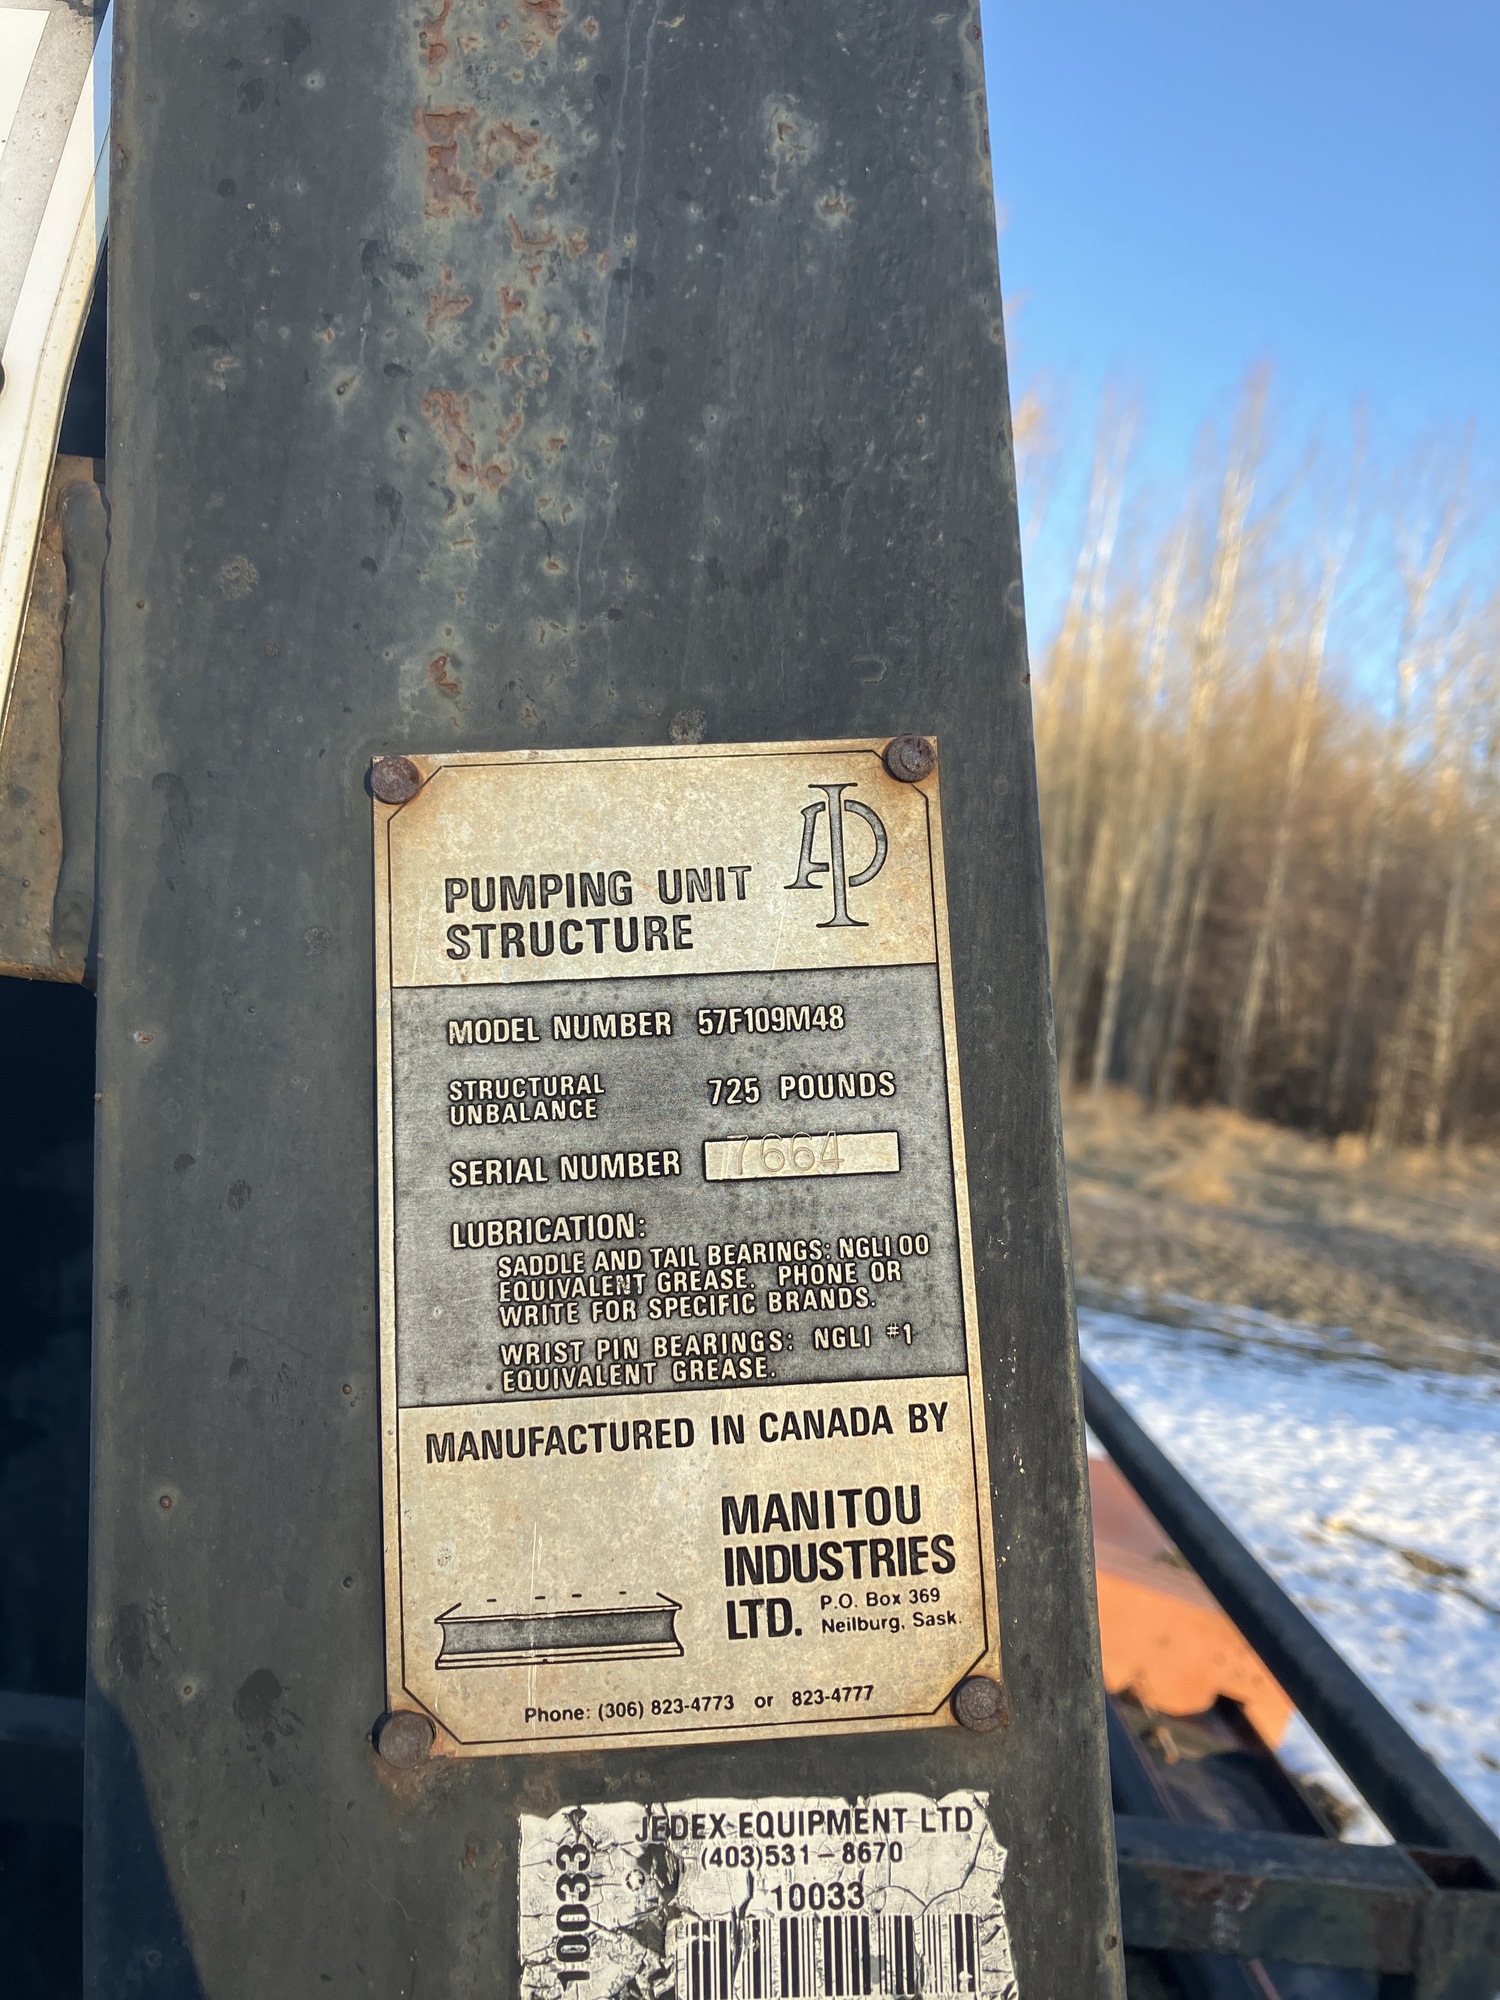 PUMPING UNIT
STRUCTURE
MODEL NUMBER 57F109M48
STRUCTURAL
UNBALANCE
725 POUNDS
SERIAL NUMBER 7664
LUBRICATION:
SADDLE AND TAIL BEARINGS: NGLI 00
EQUIVALENT GREASE. PHONE OR
WRITE FOR SPECIFIC BRANDS.
WRIST PIN BEARINGS: NGLI #1
EQUIVALENT GREASE.
MANUFACTURED IN CANADA BY
MANITOU
INDUSTRIES
LTD.
P.O. Box 369
Neilburg, Sask.
Phone: (306) 823-4773 or 823-4777
JEDEX EQUIPMENT LTD
(403)531-8670
10033
10033